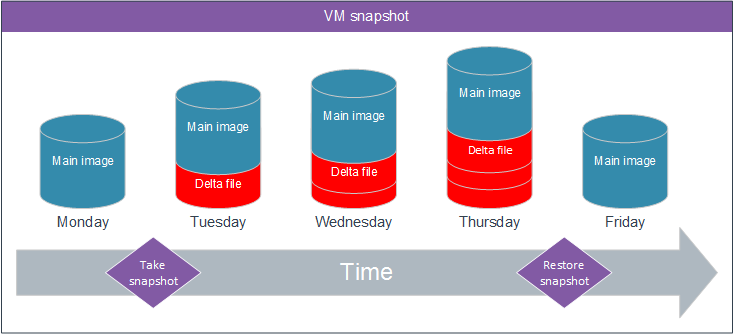 VM snapshot
Main image
Main image
Delta file
Main image
Delta file
Main image
Delta file
Main image
Monday
Tuesday
Wednesday
Thursday
Friday
Take
snapshot
Time
Restore
snapshot